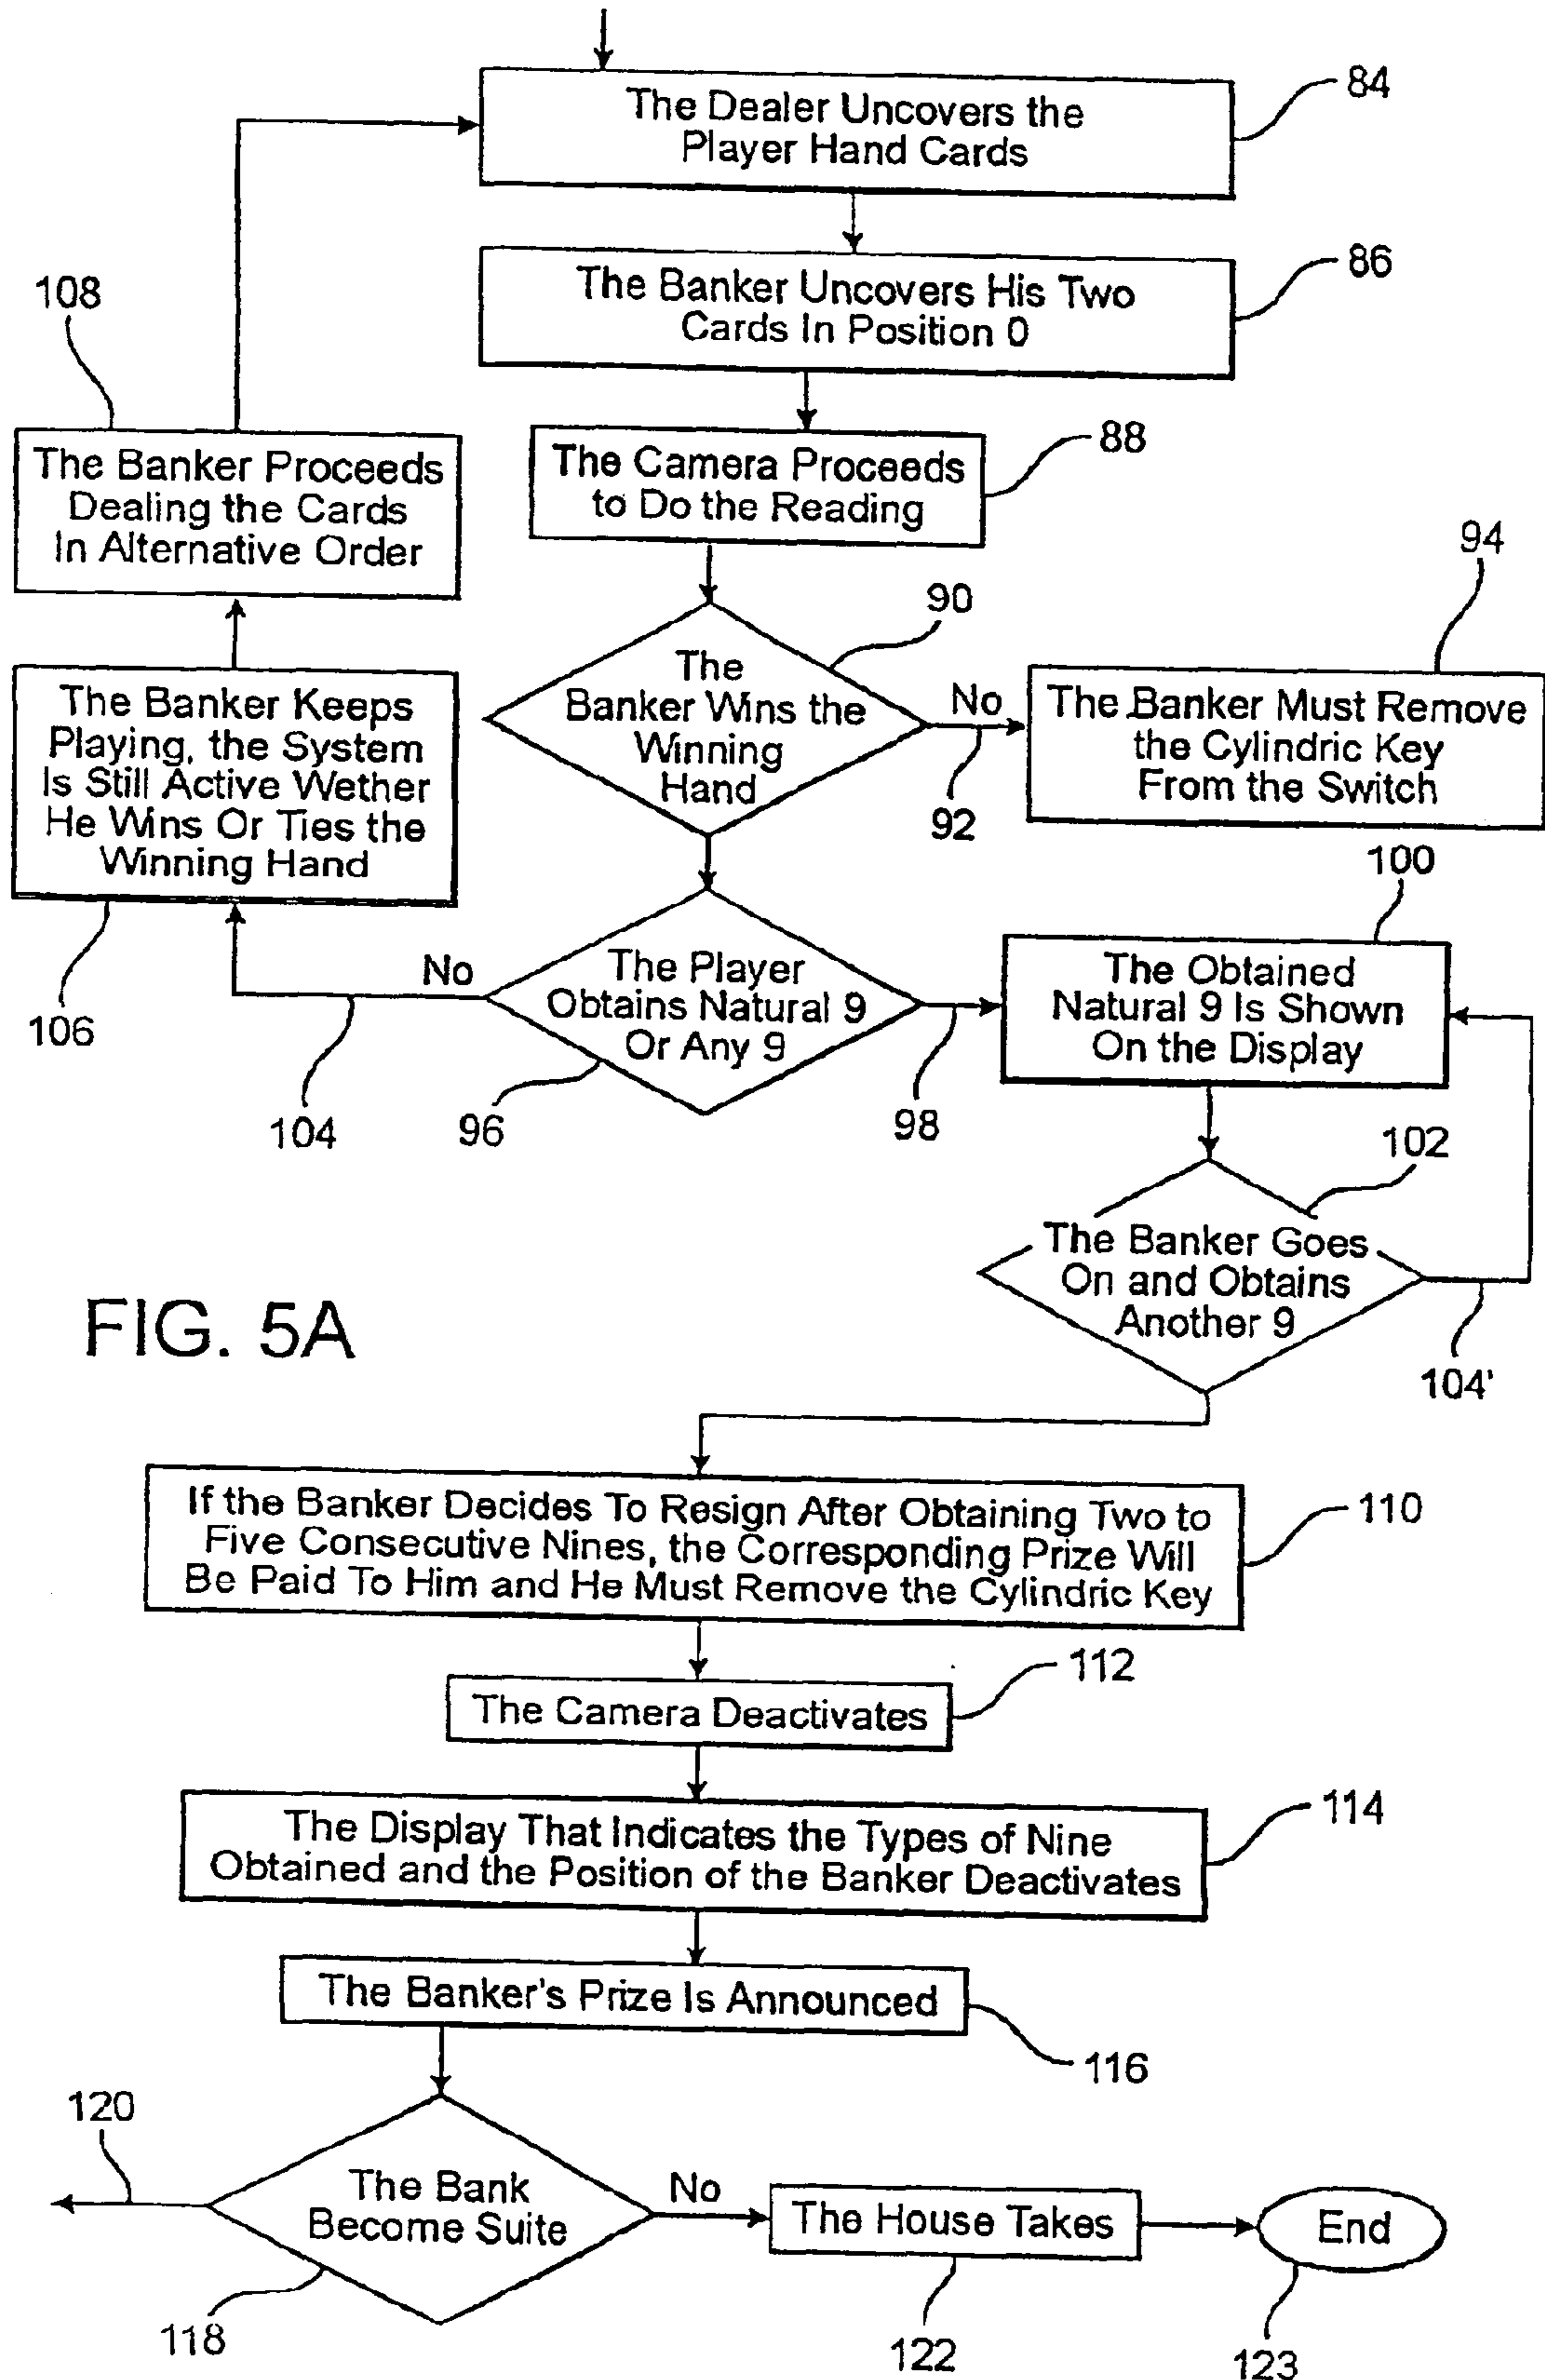 The Dealer Uncovers the
Player Hand Cards
84
The Banker Uncovers His Two
Cards In Position 0
86
108
The Banker Proceeds
Dealing the Cards
In Alternative Order
The Camera Proceeds
to Do the Reading
88
90
94
The
Banker Wins the
Winning
Hand
No
92
The Banker Must Remove
the Cylindric Key
From the Switch
The Banker Keeps
Playing, the System
Is Still Active Wether
He Wins Or Ties the
Winning Hand
106
No
104
The Player
Obtains Natural 9
Or Any 9
96
98
100
The Obtained
Natural 9 Is Shown
On the Display
102
The Banker Goes
On and Obtains
Another 9
104'
FIG. 5A
If the Banker Decides To Resign After Obtaining Two to
Five Consecutive Nines, the Corresponding Prize Will
Be Paid To Him and He Must Remove the Cylindric Key
110
The Camera Deactivates
112
The Display That Indicates the Types of Nine
Obtained and the Position of the Banker Deactivates
114
The Banker's Prize Is Announced
116
120
The Bank
Become Suite
118
No
The House Takes
122
End
123